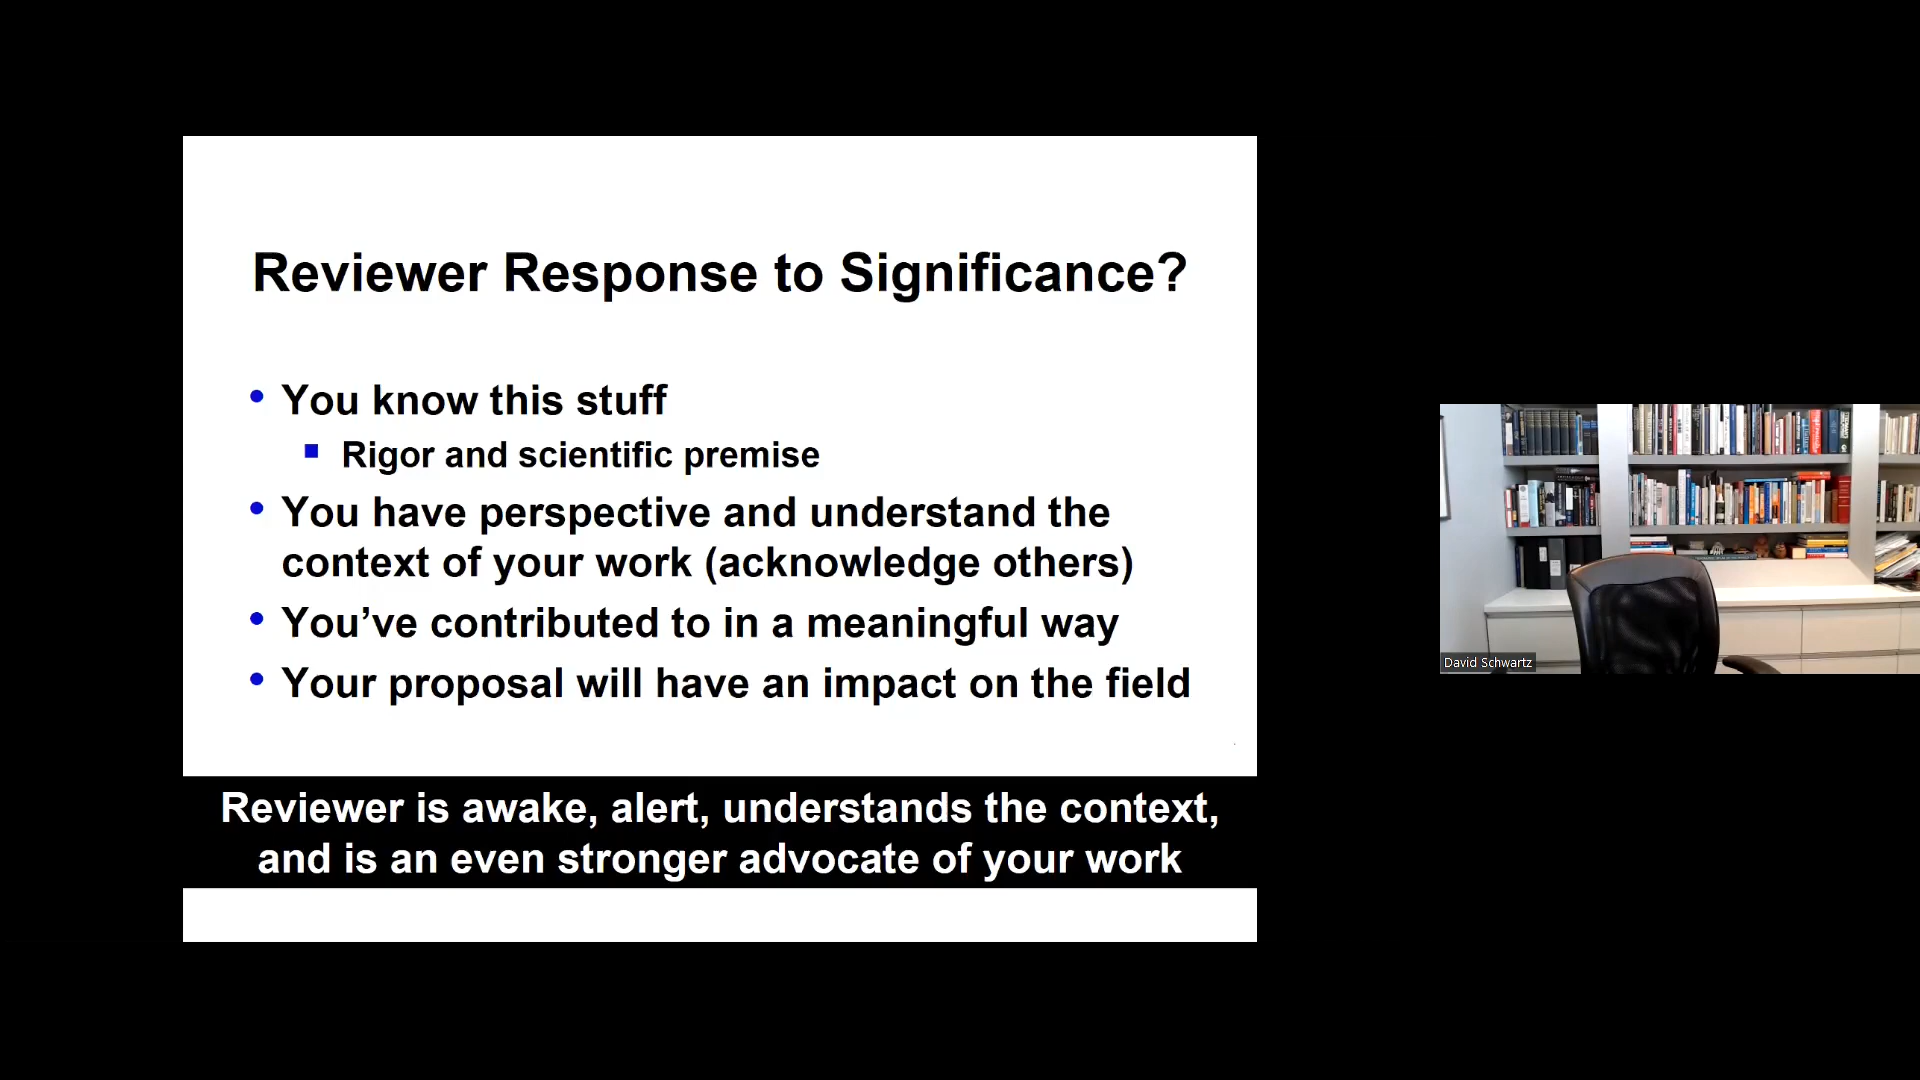 Reviewer Response to Significance?
• You know this stuff
■ Rigor and scientific premise
• You have perspective and understand the
context of your work (acknowledge others)
• You’ve contributed to in a meaningful way
• Your proposal will have an impact on the field
Reviewer is awake, alert, understands the context,
and is an even stronger advocate of your work
David Schwartz